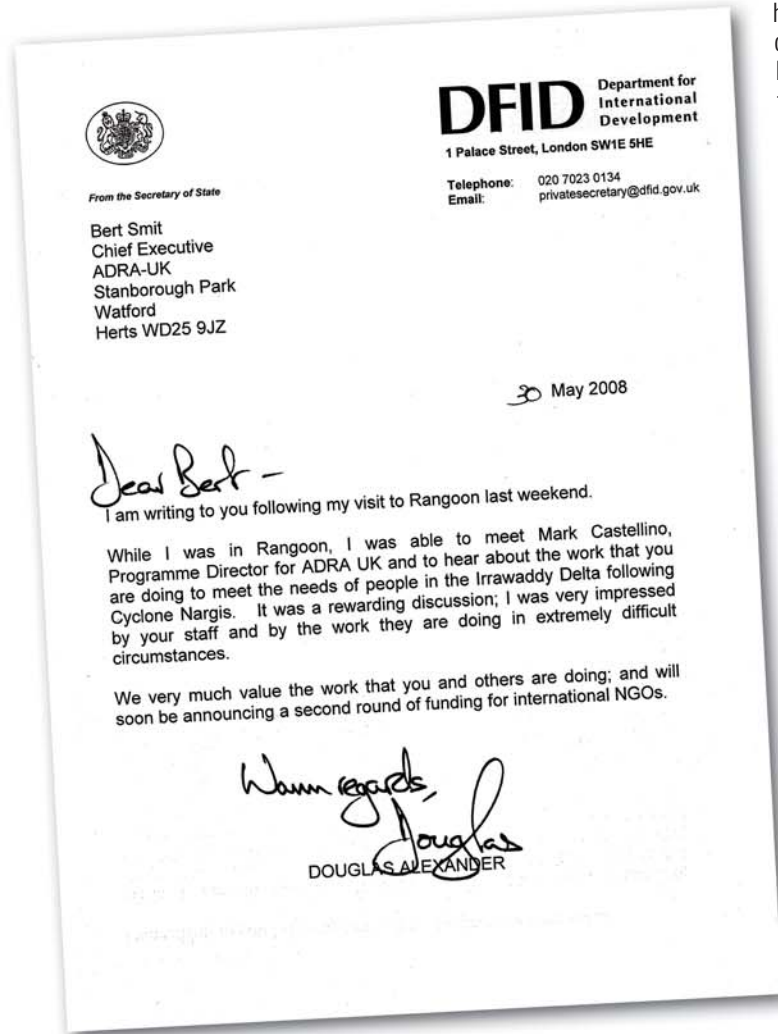 DFID
Department for
International
Development
1 Palace Street, London SW1E 5HE
Telephone: 020 7023 0134
Email: privatesecretary@dfid.gov.uk
From the Secretary of State
Bert Smit
Chief Executive
ADRA-UK
Stanborough Park
Watford
Herts WD25 9JZ
30 May 2008
Dear Bert -
I am writing to you following my visit to Rangoon last weekend.
While I was in Rangoon, I was able to meet Mark Castellino,
Programme Director for ADRA UK and to hear about the work that you
are doing to meet the needs of people in the Irrawaddy Delta following
Cyclone Nargis. It was a rewarding discussion; I was very impressed
by your staff and by the work they are doing in extremely difficult
circumstances.
We very much value the work that you and others are doing; and will
soon be announcing a second round of funding for international NGOs.
Warm regards,
Douglas
DOUGLAS ALEXANDER